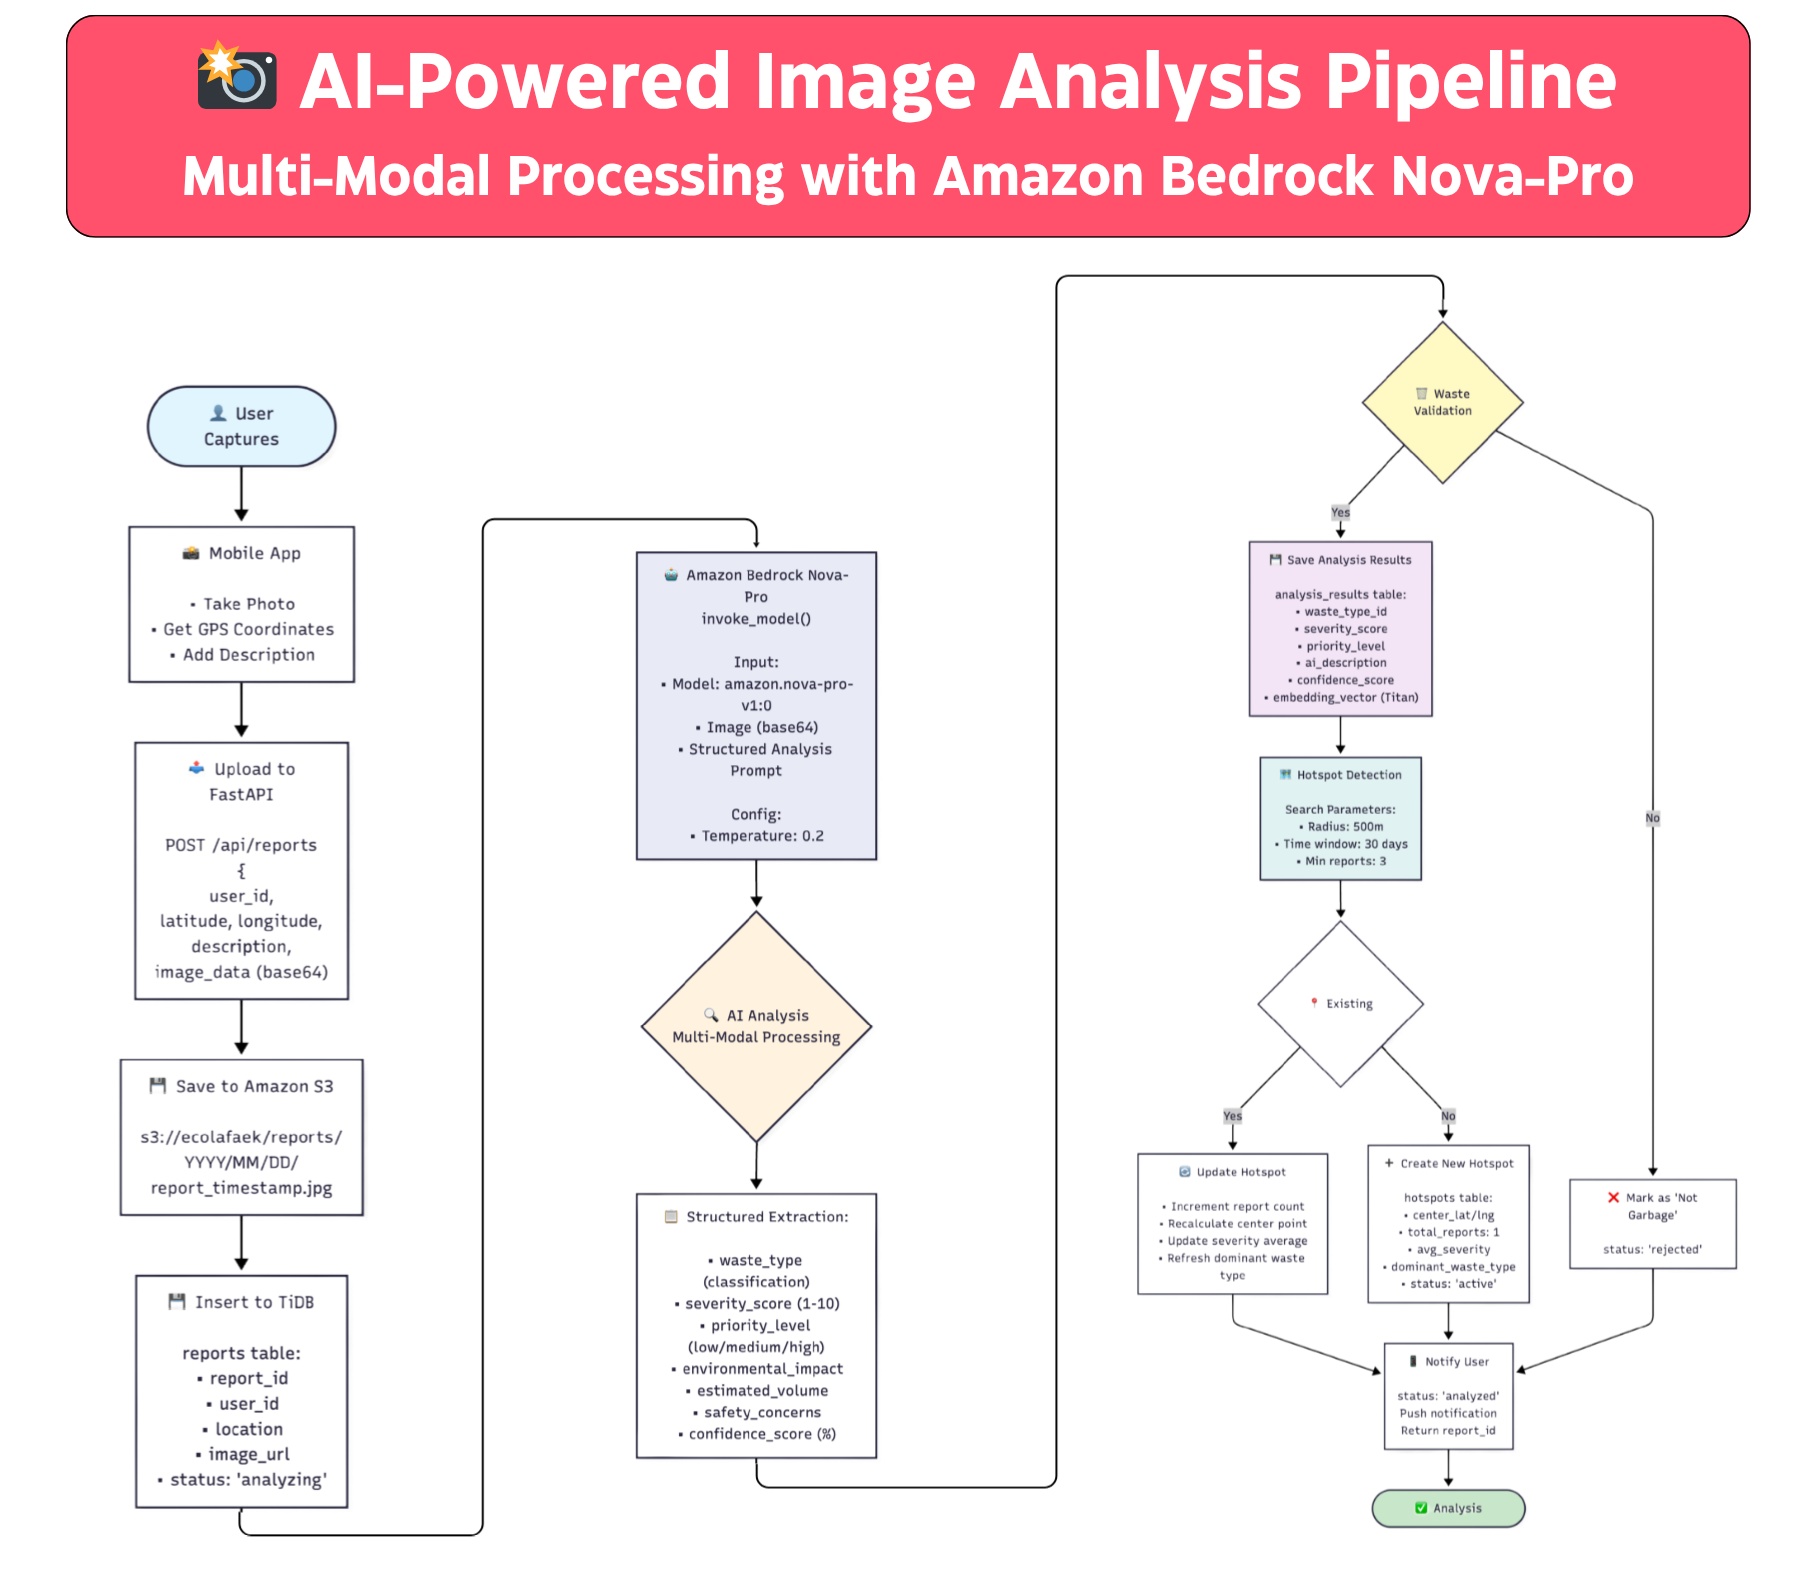 AI-Powered Image Analysis Pipeline
Multi-Modal Processing with Amazon Bedrock Nova-Pro
User
Captures
Mobile App
▪ Take Photo
▪ Get GPS Coordinates
▪ Add Description
Upload to
FastAPI
POST /api/reports
{
user_id,
latitude, longitude,
description,
image_data (base64)
Save to Amazon S3
s3://ecolafaek/reports/
YYYY/MM/DD/
report_timestamp.jpg
Insert to TiDB
reports table:
▪ report_id
▪ user_id
▪ location
▪ image_url
▪ status: 'analyzing'
Amazon Bedrock Nova-
Pro
invoke_model()
Input:
▪ Model: amazon.nova-pro-
v1:0
▪ Image (base64)
▪ Structured Analysis
Prompt
Config:
▪ Temperature: 0.2
AI Analysis
Multi-Modal Processing
Structured Extraction:
▪ waste_type
(classification)
▪ severity_score (1-10)
▪ priority_level
(low/medium/high)
▪ environmental_impact
▪ estimated_volume
▪ safety_concerns
▪ confidence_score (%)
Waste
Validation
Yes
No
Save Analysis Results
analysis_results table:
▪ waste_type_id
▪ severity_score
▪ priority_level
▪ ai_description
▪ confidence_score
▪ embedding_vector (Titan)
Hotspot Detection
Search Parameters:
▪ Radius: 500m
▪ Time window: 30 days
▪ Min reports: 3
Existing
Yes
No
Update Hotspot
▪ Increment report count
▪ Recalculate center point
▪ Update severity average
▪ Refresh dominant waste
type
Create New Hotspot
hotspots table:
▪ center_lat/lng
▪ total_reports: 1
▪ avg_severity
▪ dominant_waste_type
▪ status: 'active'
Mark as 'Not
Garbage'
status: 'rejected'
Notify User
status: 'analyzed'
Push notification
Return report_id
Analysis